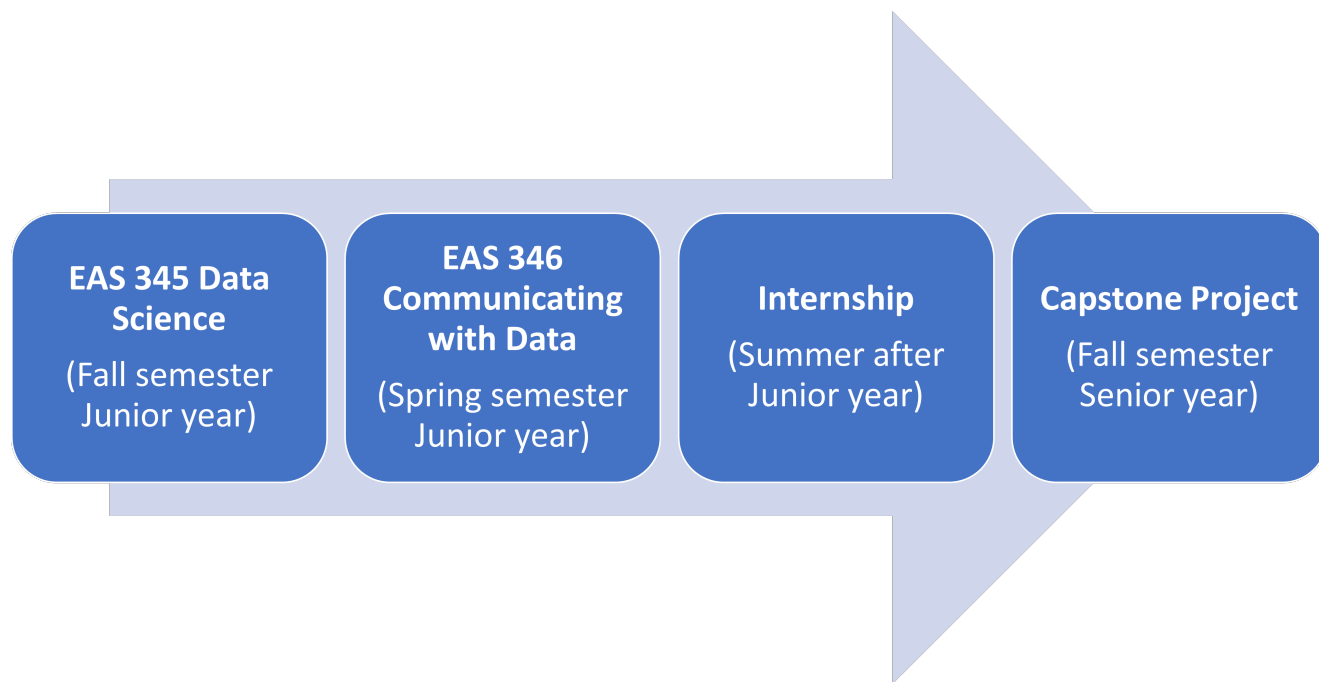 EAS 345 Data
Science
(Fall semester
Junior year)
EAS 346
Communicating
with Data
(Spring semester
Junior year)
Internship
(Summer after
Junior year)
Capstone Project
(Fall semester
Senior year)